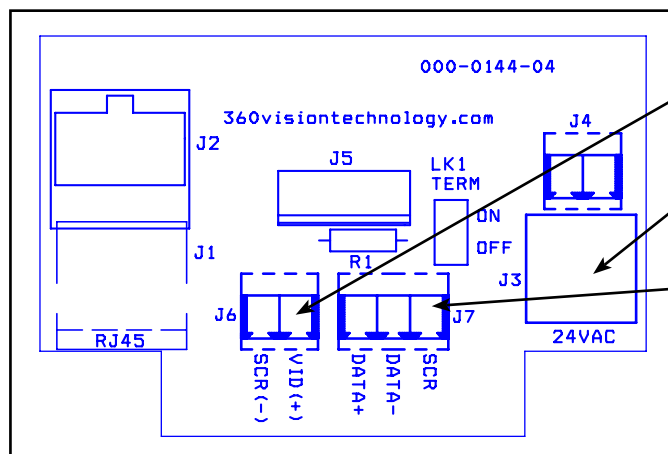 000-0144-04
360visiontechnology.com
J4
J2
J5
LK1
TERM
ON
OFF
J1
R1
J3
J6
J7
RJ45
24VAC
SCR(-)
VID(+)
DATA+
DATA-
SCR